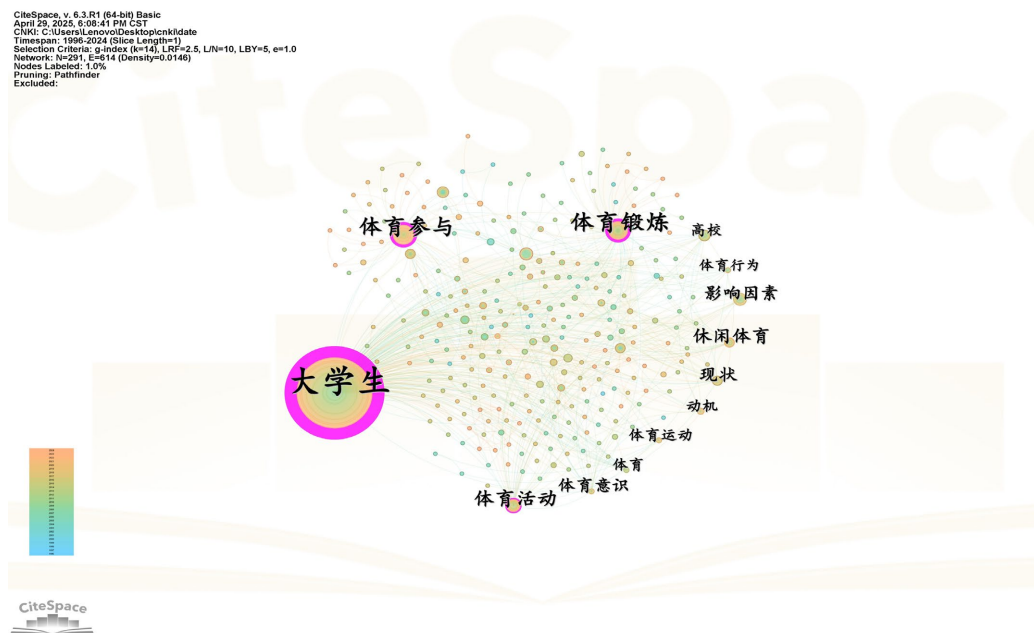 CiteSpace, v. 6.3.R1 (64-bit) Basic
April 29, 2025, 6:08:41 PM CST
CNKI: C:\Users\Lenovo\Desktop\cnki\date
Timespan: 1996-2024 (Slice Length=1)
Selection Criteria: g-index (k=14), LRF=2.5, L/N=10, LBY=5, e=1.0
Network: N=291, E=614 (Density=0.0146)
Nodes Labeled: 1.0%
Pruning: Pathfinder
Excluded:
CiteSpace
体育参与
体育锻炼
高校
体育行为
影响因素
休闲体育
大学生
现状
动机
体育运动
体育
体育意识
体育活动
CiteSpace